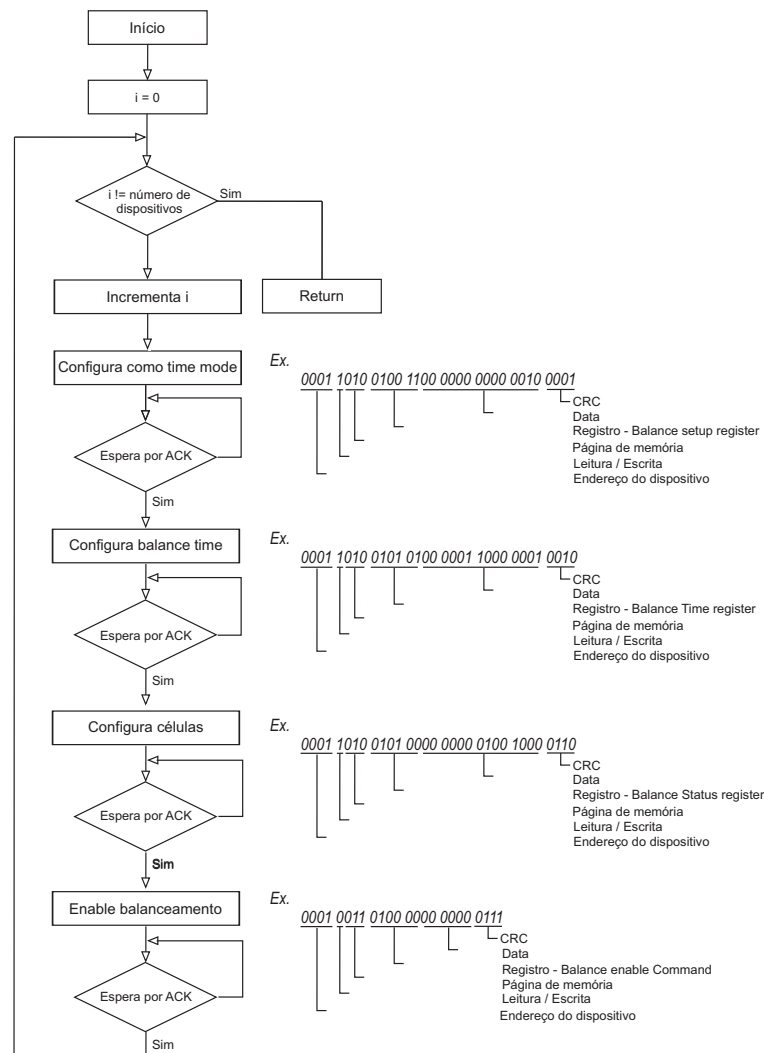 Início
i = 0
i != número de
dispositivos
Sim
Incrementa i
Return
Configura como time mode
Ex.
0001 1010 0100 1100 0000 0000 0010 0001
CRC
Data
Registro - Balance setup register
Página de memória
Leitura / Escrita
Endereço do dispositivo
Espera por ACK
Sim
Configura balance time
Ex.
0001 1010 0101 0100 0001 1000 0001 0010
CRC
Data
Registro - Balance Time register
Página de memória
Leitura / Escrita
Endereço do dispositivo
Espera por ACK
Sim
Configura células
Ex.
0001 1010 0101 0000 0000 0100 1000 0110
CRC
Data
Registro - Balance Status register
Página de memória
Leitura / Escrita
Endereço do dispositivo
Espera por ACK
Sim
Enable balanceamento
Ex.
0001 0011 0100 0000 0000 0111
CRC
Data
Registro - Balance enable Command
Página de memória
Leitura / Escrita
Endereço do dispositivo
Espera por ACK
Sim